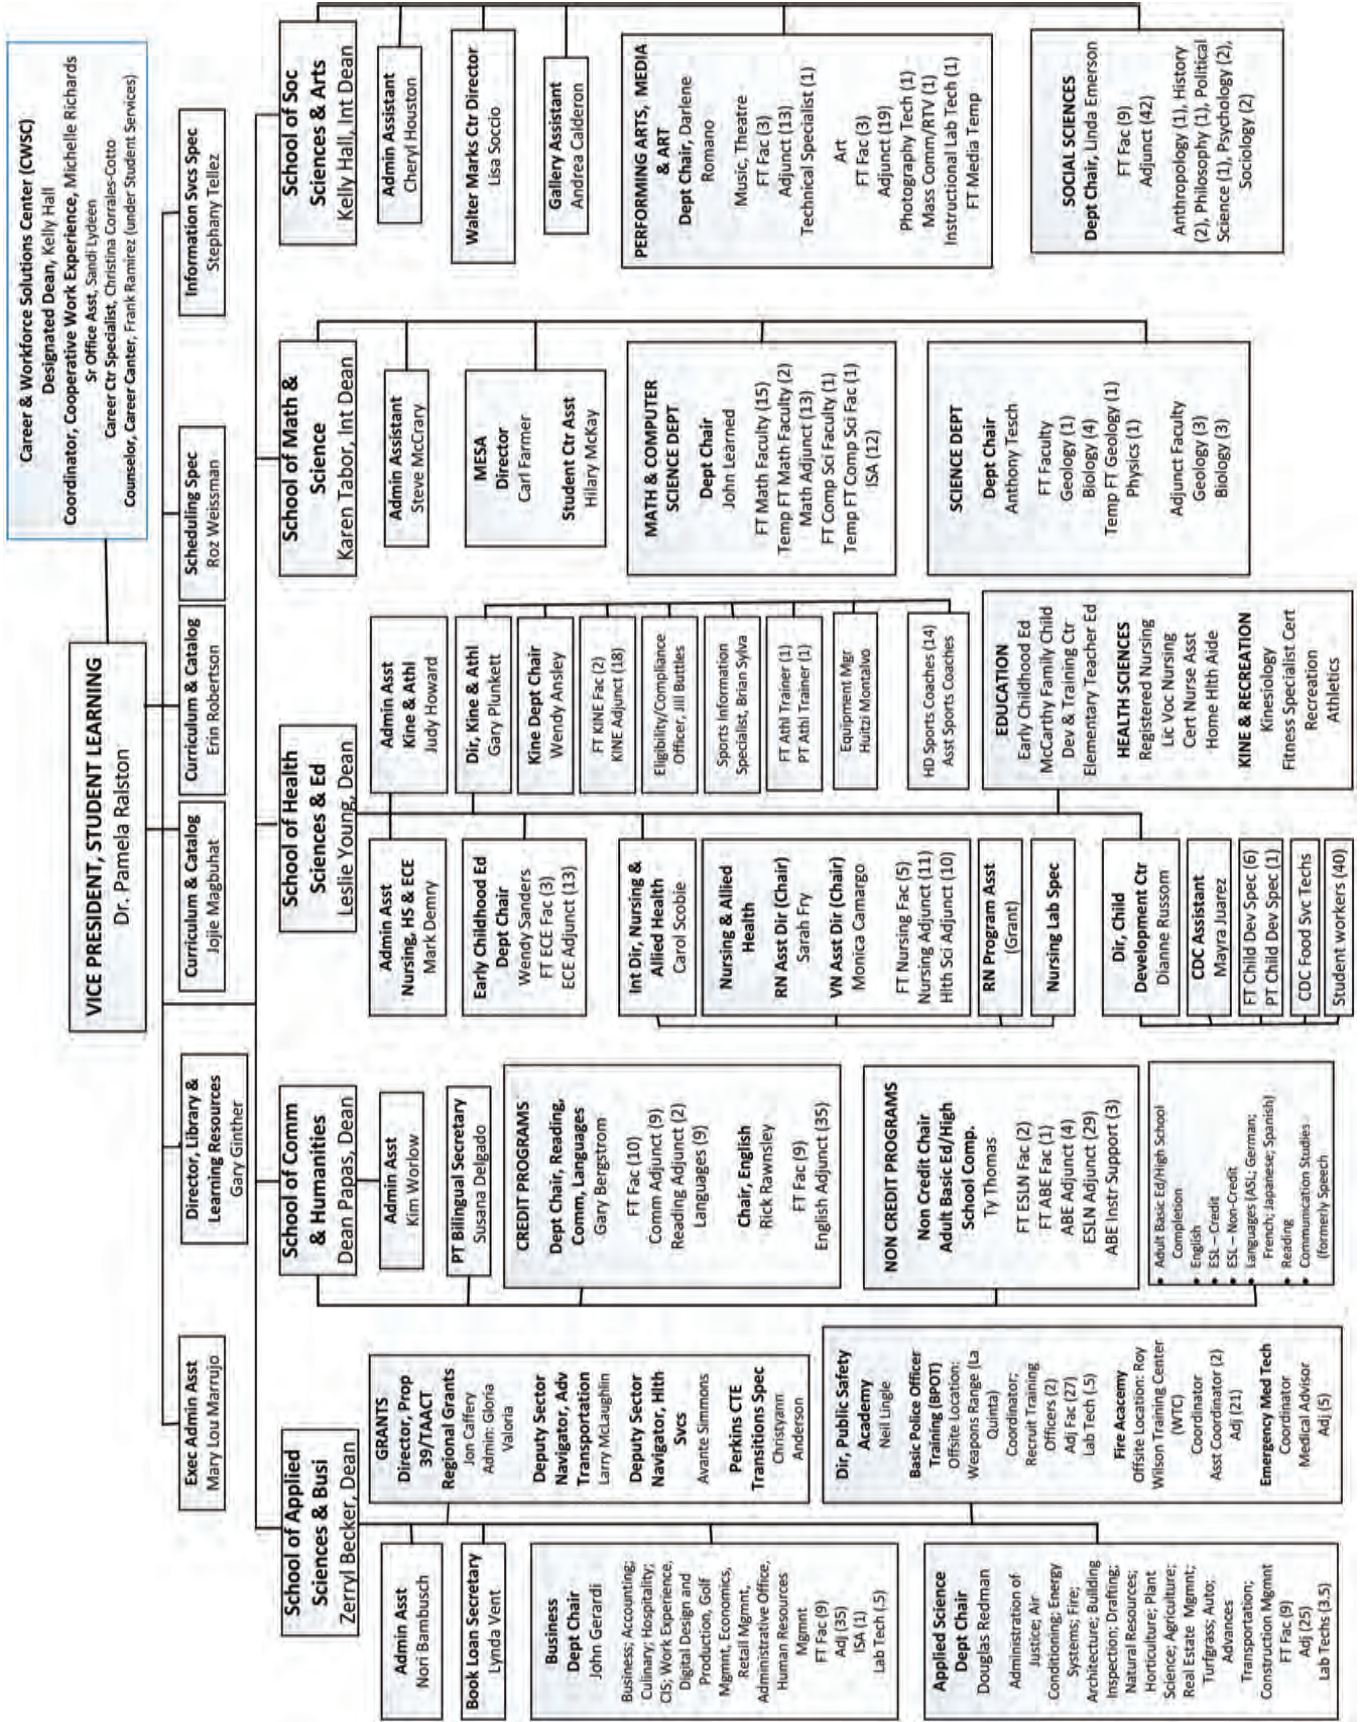 Career & Workforce Solutions Center (CWSC)
Designated Dean, Kelly Hall
Coordinator, Cooperative Work Experience, Michelle Richards
Sr Office Asst, Sandi Lydeen
Career Ctr Specialist, Christina Corrales-Cotto
Counselor, Career Canter, Frank Ramirez (under Student Services)
VICE PRESIDENT, STUDENT LEARNING
Dr. Pamela Ralston
Exec Admin Asst
Mary Lou Marrujo
Director, Library &
Learning Resources
Gary Ginther
Curriculum & Catalog
Jojie Magbuhat
Curriculum & Catalog
Erin Robertson
Scheduling Spec
Roz Weissman
Information Svcs Spec
Stephany Tellez
School of Applied
Sciences & Busi
Zerryl Becker, Dean
Admin Asst
Nori Bambusch
Book Loan Secretary
Lynda Vent
Business
Dept Chair
John Gerardi
Business; Accounting;
Culinary; Hospitality;
CIS; Work Experience,
Digital Design and
Production, Golf
Mgmnt, Economics,
Retail Mgmnt,
Administrative Office,
Human Resources
Mgmnt
FT Fac (9)
Adj (35)
ISA (1)
Lab Tech (.5)
Applied Science
Dept Chair
Douglas Redman
Administration of
Justice; Air
Conditioning; Energy
Systems; Fire;
Architecture; Building
Inspection; Drafting;
Natural Resources;
Horticulture; Plant
Science; Agriculture;
Real Estate Mgmnt;
Turfgrass; Auto;
Advances
Transportation;
Construction Mgmnt
FT Fac (9)
Adj (25)
Lab Techs (3.5)
GRANTS
Director, Prop
39/TAACT
Regional Grants
Jon Caffery
Admin: Gloria
Valoria
Deputy Sector
Navigator, Adv
Transportation
Larry McLaughlin
Deputy Sector
Navigator, Hlth
Svcs
Avante Simmons
Perkins CTE
Transitions Spec
Christyann
Anderson
Dir, Public Safety
Academy
Neil Lingle
Basic Police Officer
Training (BPOT)
Offsite Location:
Weapons Range (La
Quinta)
Coordinator;
Recruit Training
Officers (2)
Adj Fac (27)
Lab Tech (.5)
Fire Acacemy
Offsite Location: Roy
Wilson Training Center
(WTC)
Coordinator
Asst Coordinator (2)
Adj (21)
Emergency Med Tech
Coordinator
Medical Advisor
Adj (5)
School of Comm
& Humanities
Dean Papas, Dean
Admin Asst
Kim Worlow
PT Bilingual Secretary
Susana Delgado
CREDIT PROGRAMS
Dept Chair, Reading,
Comm, Languages
Gary Bergstrom
FT Fac (10)
Comm Adjunct (9)
Reading Adjunct (2)
Languages (9)
Chair, English
Rick Rawnsley
FT Fac (9)
English Adjunct (35)
NON CREDIT PROGRAMS
Non Credit Chair
Adult Basic Ed/High
School Comp.
Ty Thomas
FT ESLN Fac (2)
FT ABE Fac (1)
ABE Adjunct (4)
ESLN Adjunct (29)
ABE Instr Support (3)
• Adult Basic Ed/High School
Completion
• English
• ESL – Credit
• ESL – Non-Credit
• Languages (ASL; German;
French; Japanese; Spanish)
• Reading
• Communication Studies
(formerly Speech
School of Health
Sciences & Ed
Leslie Young, Dean
Admin Asst
Nursing, HS & ECE
Mark Demry
Early Childhood Ed
Dept Chair
Wendy Sanders
FT ECE Fac (3)
ECE Adjunct (13)
Int Dir, Nursing &
Allied Health
Carol Scobie
Nursing & Allied
Health
RN Asst Dir (Chair)
Sarah Fry
VN Asst Dir (Chair)
Monica Camargo
FT Nursing Fac (5)
Nursing Adjunct (11)
Hlth Sci Adjunct (10)
RN Program Asst
(Grant)
Nursing Lab Spec
Dir, Child
Development Ctr
Dianne Russom
CDC Assistant
Mayra Juarez
FT Child Dev Spec (6)
PT Child Dev Spec (1)
CDC Food Svc Techs
Student workers (40)
Admin Asst
Kine & Athl
Judy Howard
Dir, Kine & Athl
Gary Plunkett
Kine Dept Chair
Wendy Ansley
FT KINE Fac (2)
KINE Adjunct (18)
Eligibility/Compliance
Officer, Jill Buttles
Sports Information
Specialist, Brian Sylva
FT Athl Trainer (1)
PT Athl Trainer (1)
Equipment Mgr
Huitzi Montalvo
HD Sports Coaches (14)
Asst Sports Coaches
EDUCATION
Early Childhood Ed
McCarthy Family Child
Dev & Training Ctr
Elementary Teacher Ed
HEALTH SCIENCES
Registered Nursing
Lic Voc Nursing
Cert Nurse Asst
Home Hlth Aide
KINE & RECREATION
Kinesiology
Fitness Specialist Cert
Recreation
Athletics
School of Math &
Science
Karen Tabor, Int Dean
Admin Assistant
Steve McCrary
MESA
Director
Carl Farmer
Student Ctr Asst
Hilary McKay
MATH & COMPUTER
SCIENCE DEPT
Dept Chair
John Learned
FT Math Faculty (15)
Temp FT Math Faculty (2)
Math Adjunct (13)
FT Comp Sci Faculty (1)
Temp FT Comp Sci Fac (1)
ISA (12)
SCIENCE DEPT
Dept Chair
Anthony Tesch
FT Faculty
Geology (1)
Biology (4)
Temp FT Geology (1)
Physics (1)
Adjunct Faculty
Geology (3)
Biology (3)
School of Soc
Sciences & Arts
Kelly Hall, Int Dean
Admin Assistant
Cheryl Houston
Walter Marks Ctr Director
Lisa Soccio
Gallery Assistant
Andrea Calderon
PERFORMING ARTS, MEDIA
& ART
Dept Chair, Darlene
Romano
Music, Theatre
FT Fac (3)
Adjunct (13)
Technical Specialist (1)
Art
FT Fac (3)
Adjunct (19)
Photography Tech (1)
Mass Comm/RTV (1)
Instructional Lab Tech (1)
FT Media Temp
SOCIAL SCIENCES
Dept Chair, Linda Emerson
FT Fac (9)
Adjunct (42)
Anthropology (1), History
(2), Philosophy (1), Political
Science (1), Psychology (2),
Sociology (2)